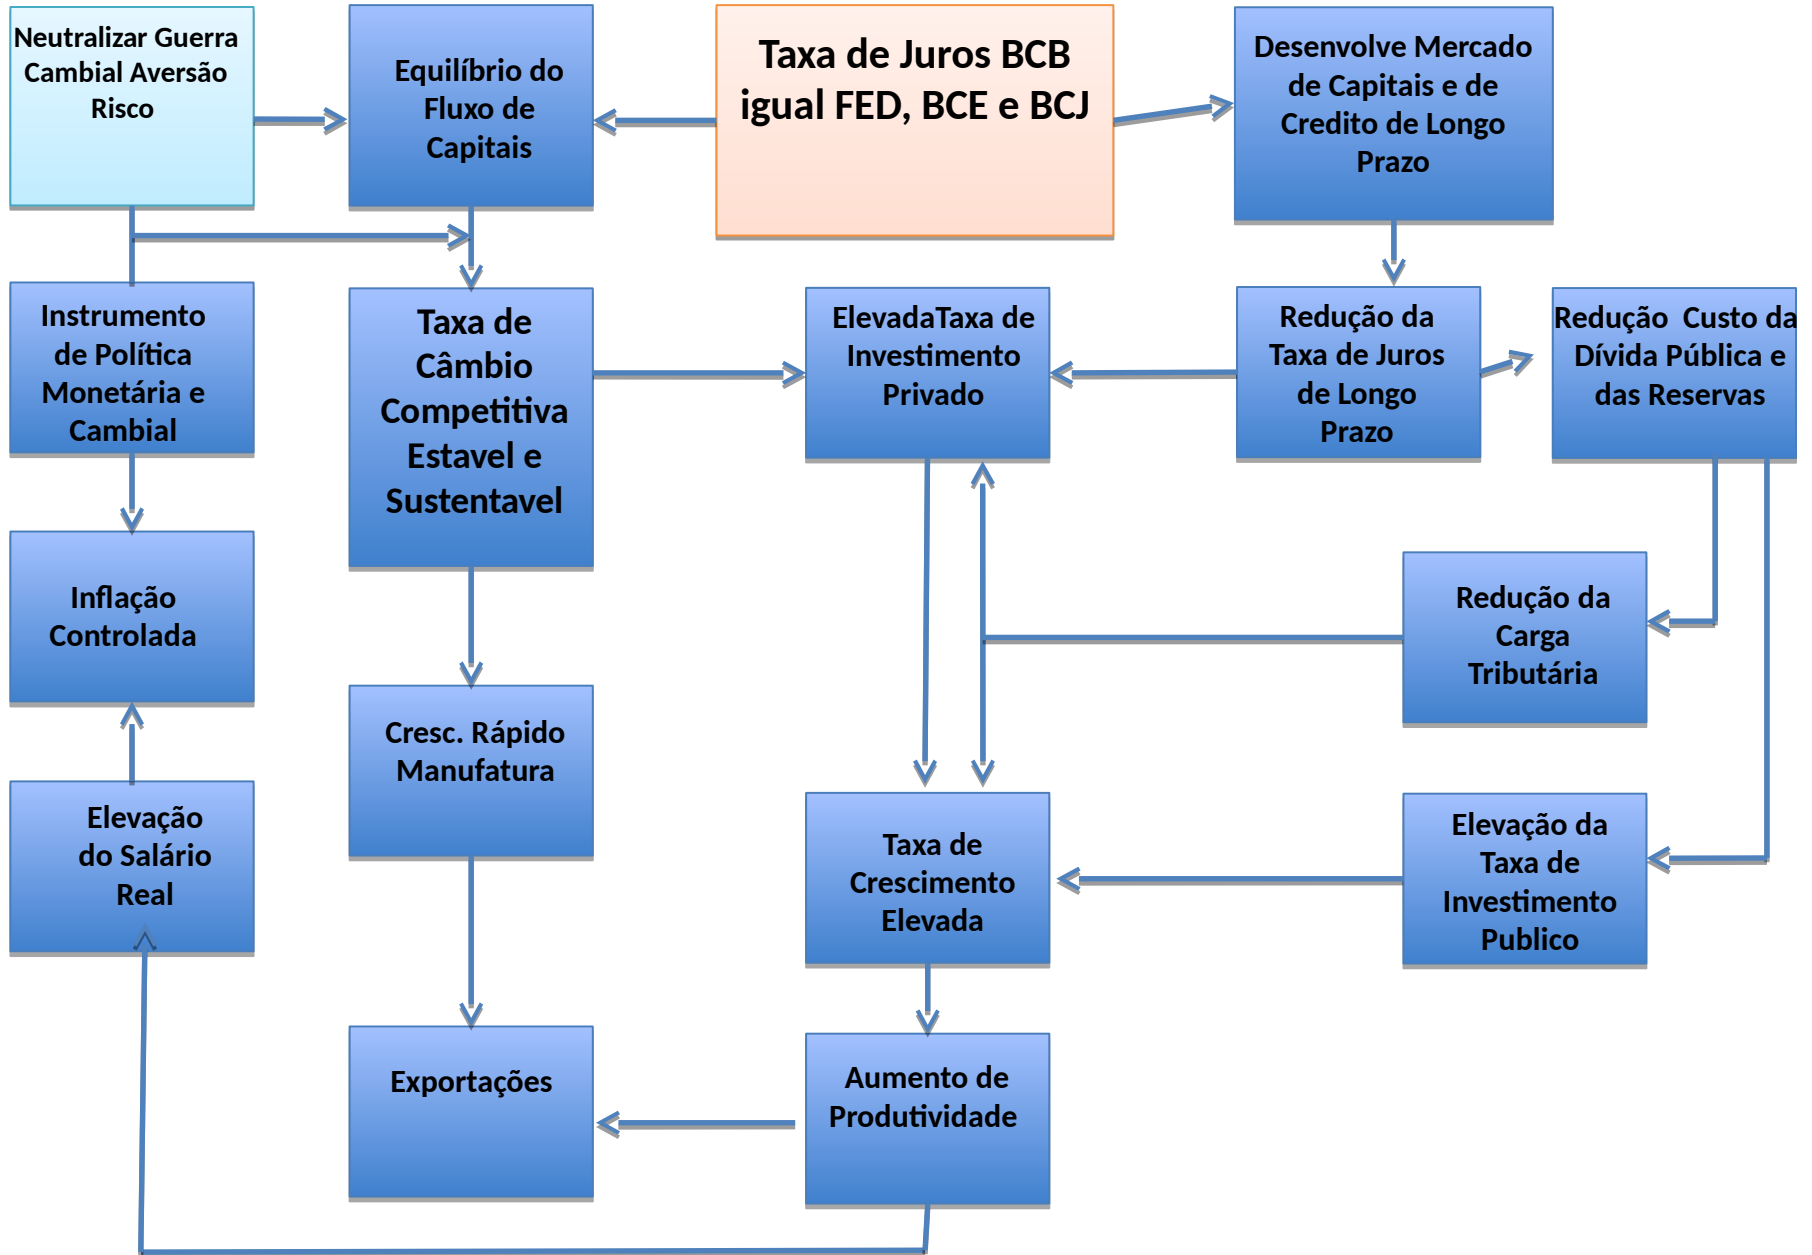 Neutralizar Guerra
Cambial Aversão
Risco
Equilíbrio do
Fluxo de
Capitais
Taxa de Juros BCB
igual FED, BCE e BCJ
Desenvolve Mercado
de Capitais e de
Credito de Longo
Prazo
Instrumento
de Política
Monetária e
Cambial
Taxa de
Câmbio
Competitiva
Estavel e
Sustentavel
ElevadaTaxa de
Investimento
Privado
Redução da
Taxa de Juros
de Longo
Prazo
Redução  Custo da
Dívida Pública e
das Reservas
Inflação
Controlada
Redução da
Carga
Tributária
Cresc. Rápido
Manufatura
Elevação
do Salário
Real
Taxa de
Crescimento
Elevada
Elevação da
Taxa de
Investimento
Publico
Exportações
Aumento de
Produtividade